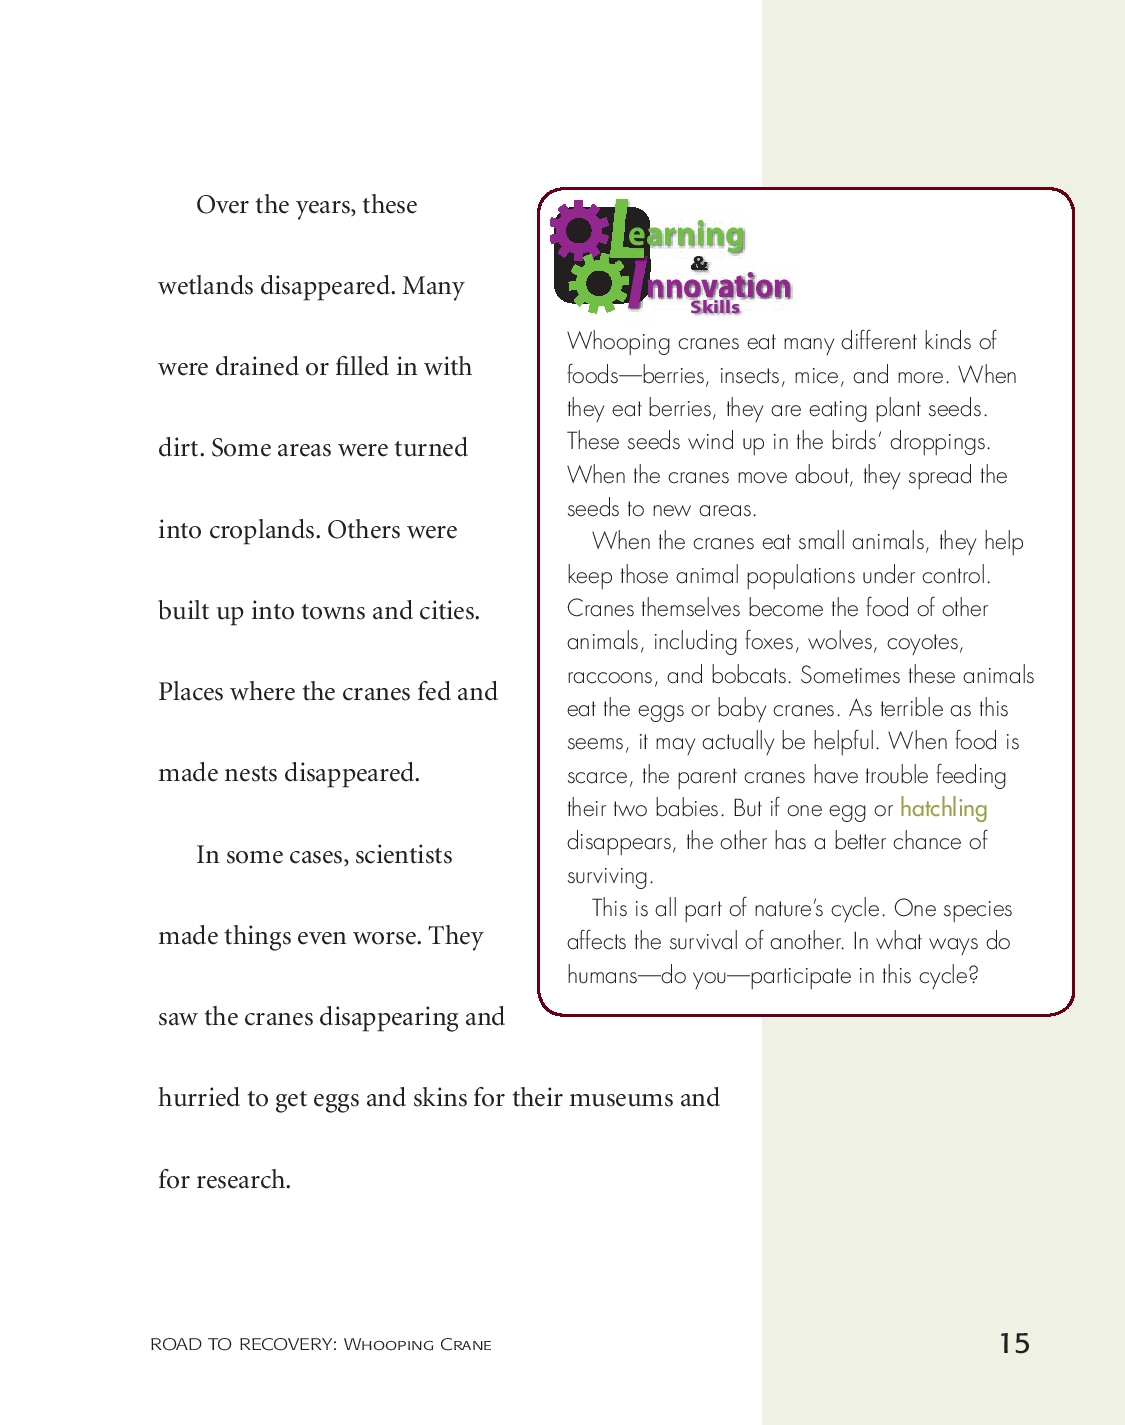 Over the years, these
wetlands disappeared. Many
were drained or filled in with
dirt. Some areas were turned
into croplands. Others were
built up into towns and cities.
Places where the cranes fed and
made nests disappeared.
In some cases, scientists
made things even worse. They
saw the cranes disappearing and
hurried to get eggs and skins for their museums and
for research.
Learning
&
Innovation
Skills
Whooping cranes eat many different kinds of
foods—berries, insects, mice, and more. When
they eat berries, they are eating plant seeds.
These seeds wind up in the birds’ droppings.
When the cranes move about, they spread the
seeds to new areas.
When the cranes eat small animals, they help
keep those animal populations under control.
Cranes themselves become the food of other
animals, including foxes, wolves, coyotes,
raccoons, and bobcats. Sometimes these animals
eat the eggs or baby cranes. As terrible as this
seems, it may actually be helpful. When food is
scarce, the parent cranes have trouble feeding
their two babies. But if one egg or hatchling
disappears, the other has a better chance of
surviving.
This is all part of nature’s cycle. One species
affects the survival of another. In what ways do
humans—do you—participate in this cycle?
ROAD TO RECOVERY: Whooping Crane
15